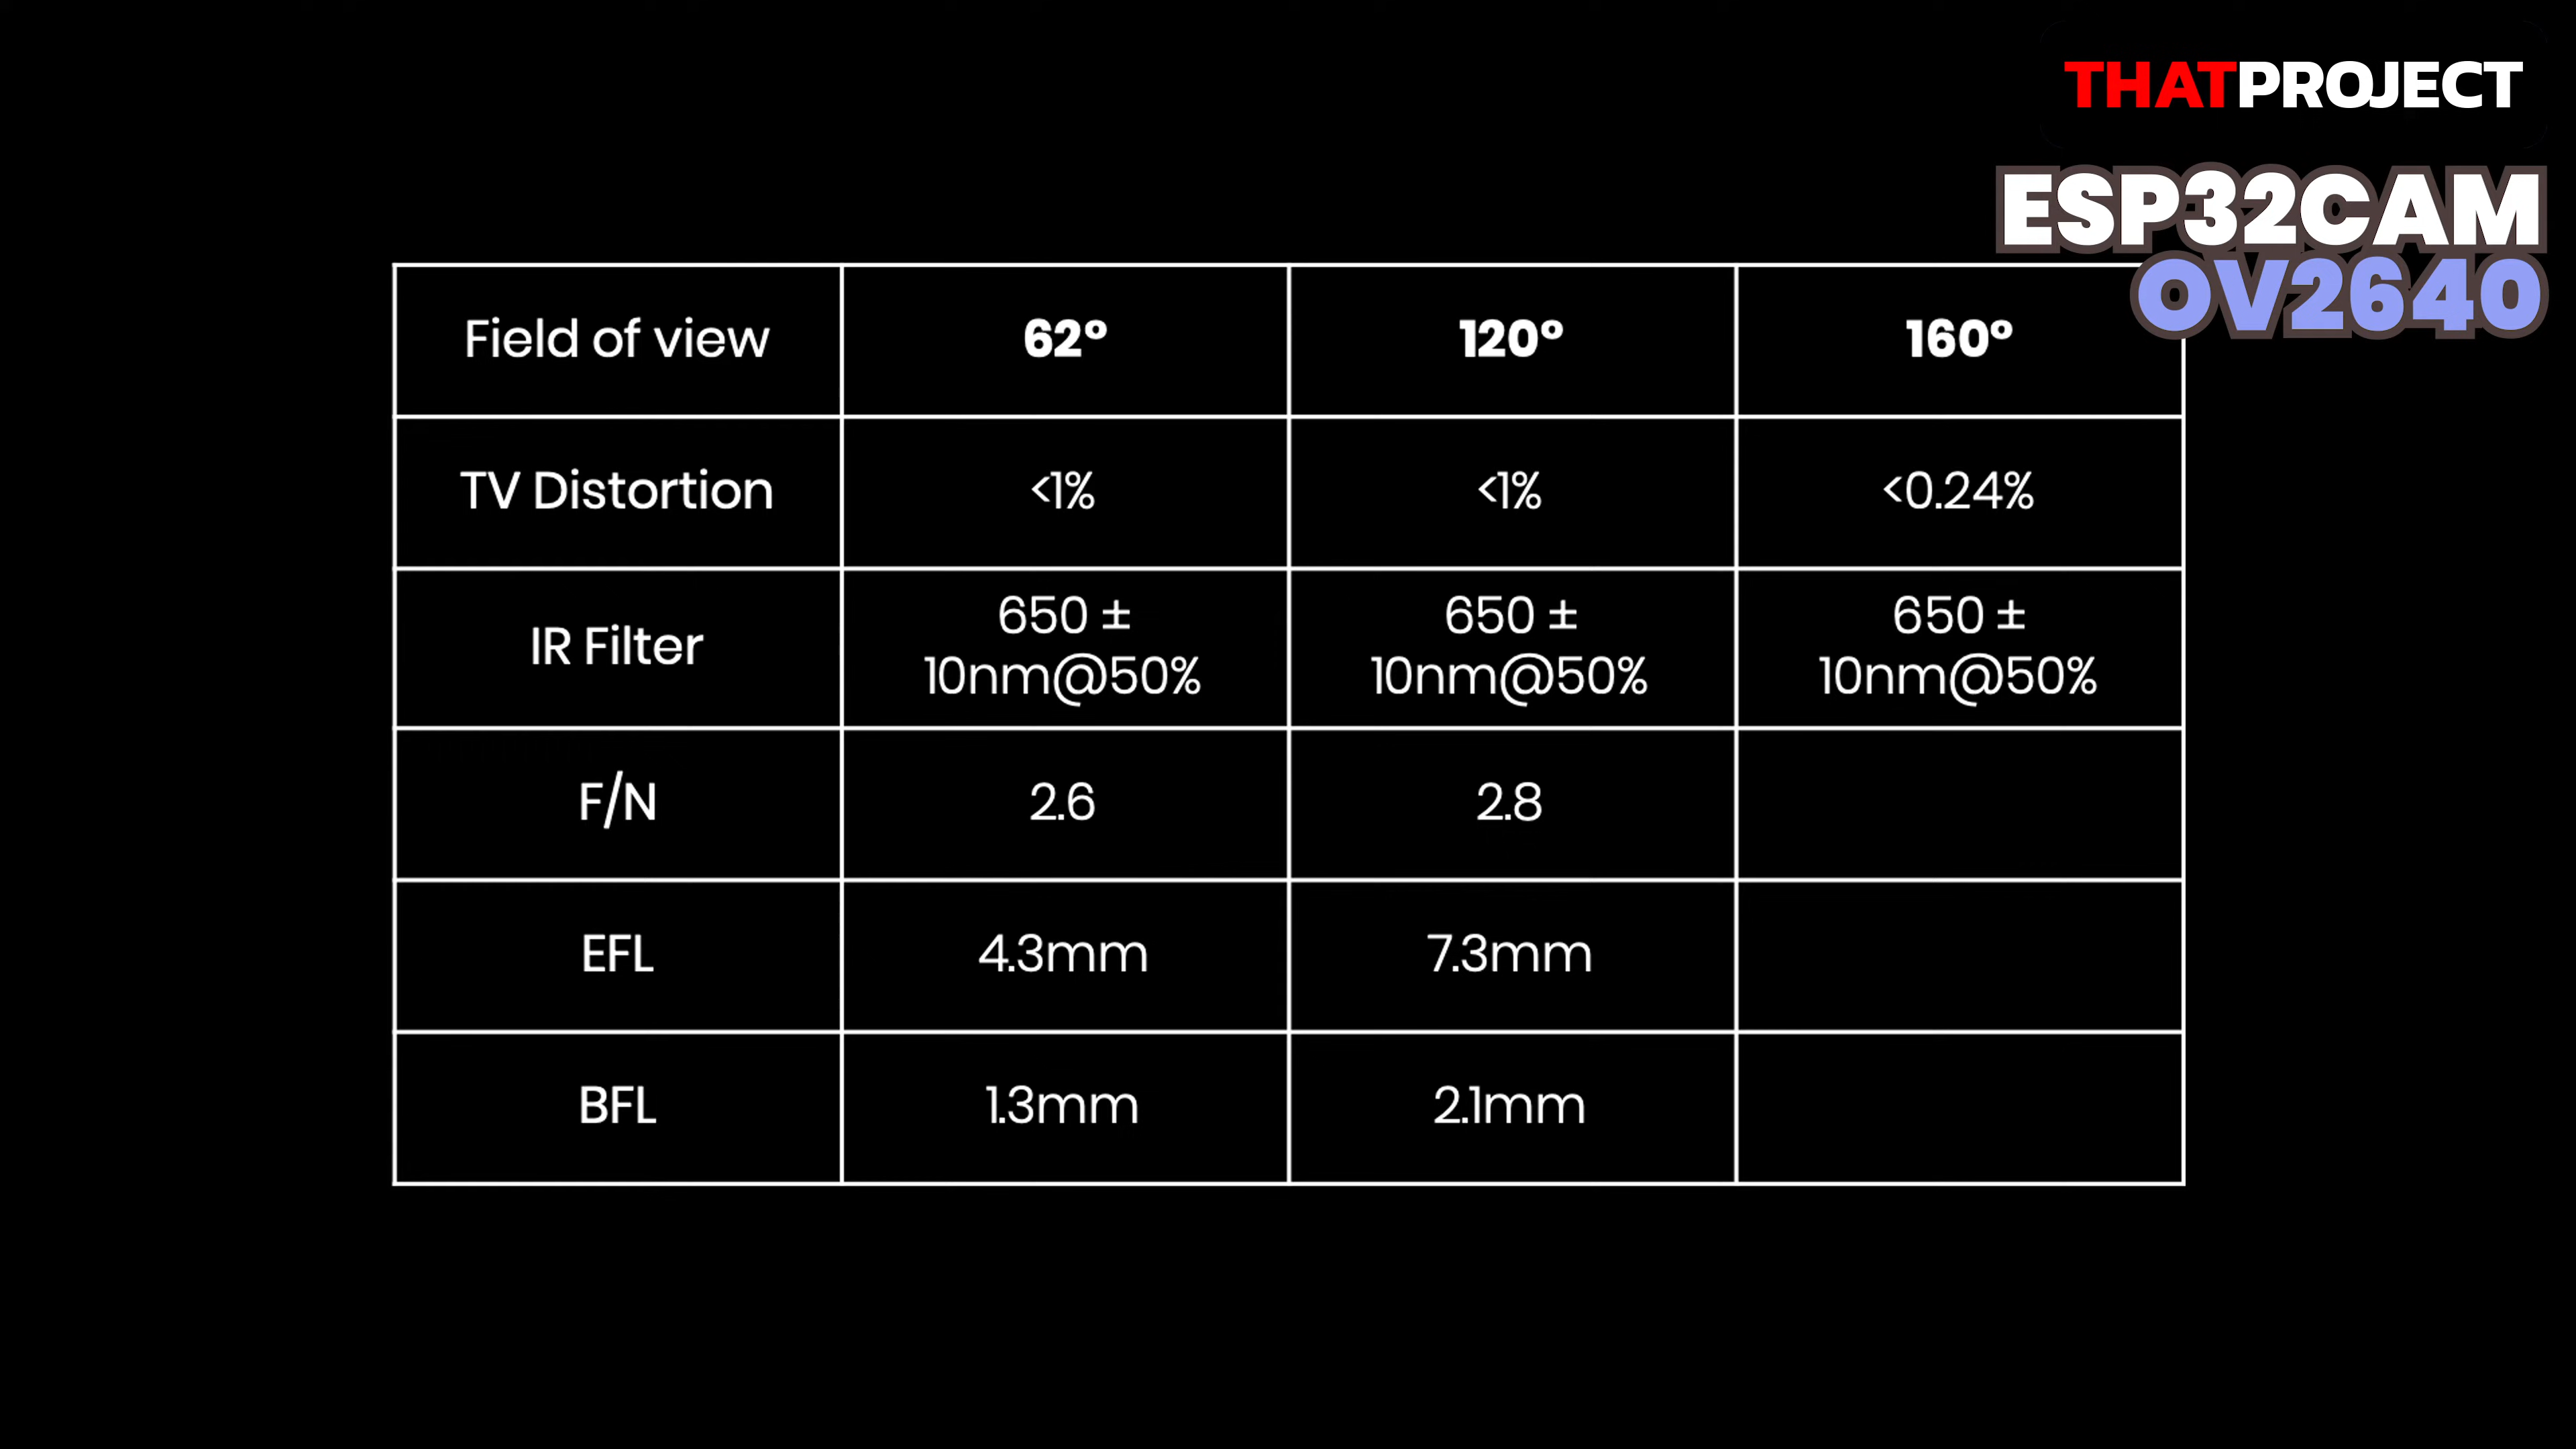 THATPROJECT
ESP32CAM
OV2640
Field of view 62° 120° 160°
TV Distortion <1% <1% <0.24%
IR Filter 650 ± 10nm@50% 650 ± 10nm@50% 650 ± 10nm@50%
F/N 2.6 2.8
EFL 4.3mm 7.3mm
BFL 1.3mm 2.1mm